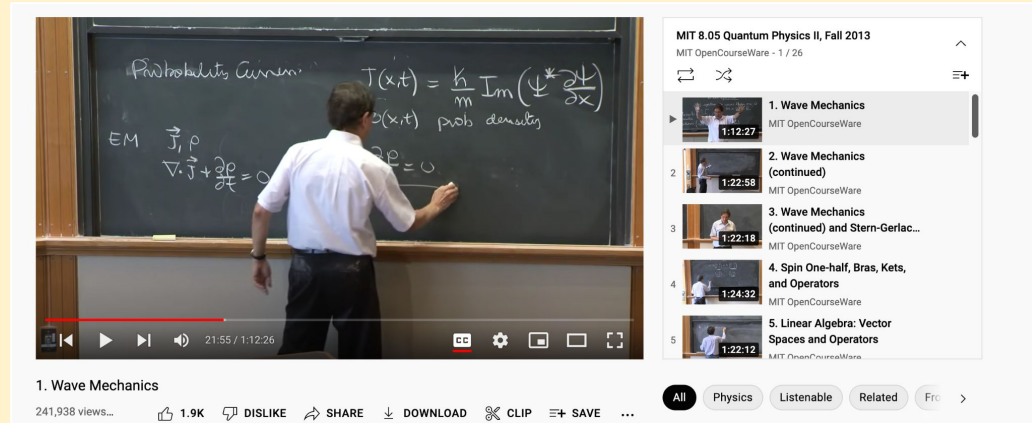 Probability Current:
J(x,t) = ħ/m Im(Ψ* ∂Ψ/∂x)
ρ(x,t) prob density
EM J⃗, ρ
∇·J⃗ + ∂ρ/∂t = 0
∂ρ = 0
21:55 / 1:12:26
CC
1. Wave Mechanics
241,938 views...
1.9K DISLIKE SHARE DOWNLOAD CLIP SAVE ...
MIT 8.05 Quantum Physics II, Fall 2013
MIT OpenCourseWare - 1 / 26
1:12:27
1. Wave Mechanics
MIT OpenCourseWare
2
1:22:58
2. Wave Mechanics
(continued)
MIT OpenCourseWare
3
1:22:18
3. Wave Mechanics
(continued) and Stern-Gerlac...
MIT OpenCourseWare
4
1:24:32
4. Spin One-half, Bras, Kets,
and Operators
MIT OpenCourseWare
5
1:22:12
5. Linear Algebra: Vector
Spaces and Operators
MIT OpenCourseWare
All Physics Listenable Related Fro